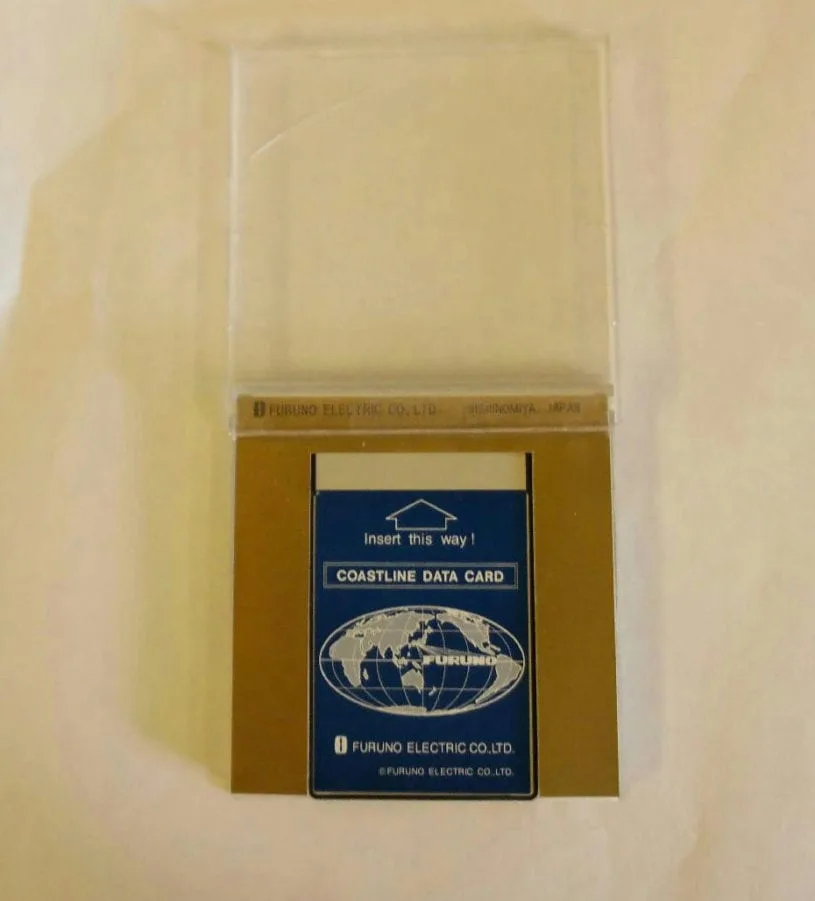 FURUNO ELECTRIC CO., LTD. NISHINOMIYA, JAPAN
Insert this way!
COASTLINE DATA CARD
FURUNO
FURUNO ELECTRIC CO.,LTD.
©FURUNO ELECTRIC CO.,LTD.